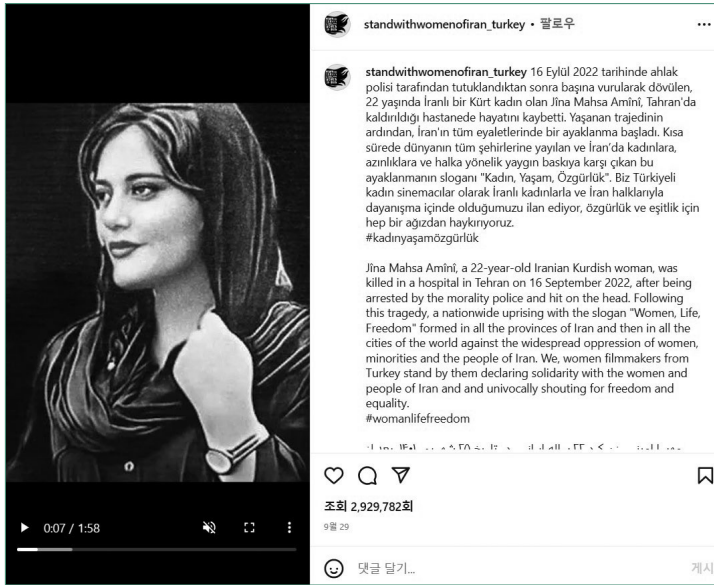 standwithwomenofiran_turkey • 팔로우
standwithwomenofiran_turkey 16 Eylül 2022 tarihinde ahlak
polisi tarafından tutuklandıktan sonra başına vurularak dövülen,
22 yaşında İranlı bir Kürt kadın olan Jîna Mahsa Amînî, Tahran'da
kaldırıldığı hastanede hayatını kaybetti. Yaşanan trajedinin
ardından, İran'ın tüm eyaletlerinde bir ayaklanma başladı. Kısa
sürede dünyanın tüm şehirlerine yayılan ve İran'da kadınlara,
azınlıklara ve halka yönelik yaygın baskıya karşı çıkan bu
ayaklanmanın sloganı "Kadın, Yaşam, Özgürlük". Biz Türkiyeli
kadın sinemacılar olarak İranlı kadınlarla ve İran halklarıyla
dayanışma içinde olduğumuzu ilan ediyor, özgürlük ve eşitlik için
hep bir ağızdan haykırıyoruz.
#kadınyaşamözgürlük
Jîna Mahsa Amînî, a 22-year-old Iranian Kurdish woman, was
killed in a hospital in Tehran on 16 September 2022, after being
arrested by the morality police and hit on the head. Following
this tragedy, a nationwide uprising with the slogan "Women, Life,
Freedom" formed in all the provinces of Iran and then in all the
cities of the world against the widespread oppression of women,
minorities and the people of Iran. We, women filmmakers from
Turkey stand by them declaring solidarity with the women and
people of Iran and and univocally shouting for freedom and
equality.
#womanlifefreedom
조회 2,929,782회
9월 29
댓글 달기...
게시
0:07 / 1:58